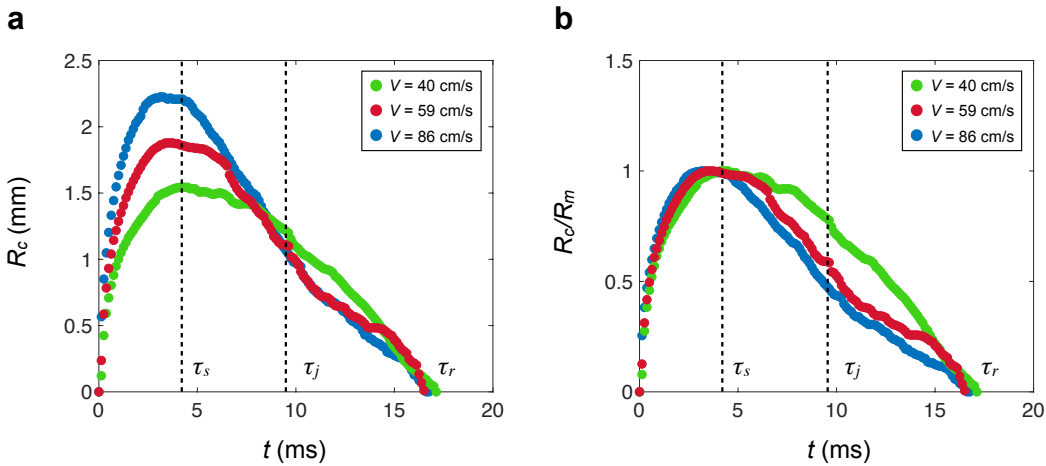 a
2.5
2
1.5
1
0.5
0
0 5 10 15 20
R_c (mm)
t (ms)
V = 40 cm/s
V = 59 cm/s
V = 86 cm/s
τ_s
τ_j
τ_r
b
1.5
1
0.5
0
0 5 10 15 20
R_c/R_m
t (ms)
V = 40 cm/s
V = 59 cm/s
V = 86 cm/s
τ_s
τ_j
τ_r